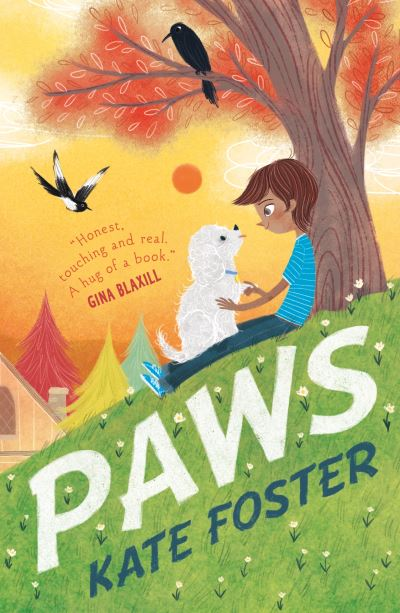 "Honest,
touching and real.
A hug of a book."
GINA BLAXILL
PAWS
KATE FOSTER